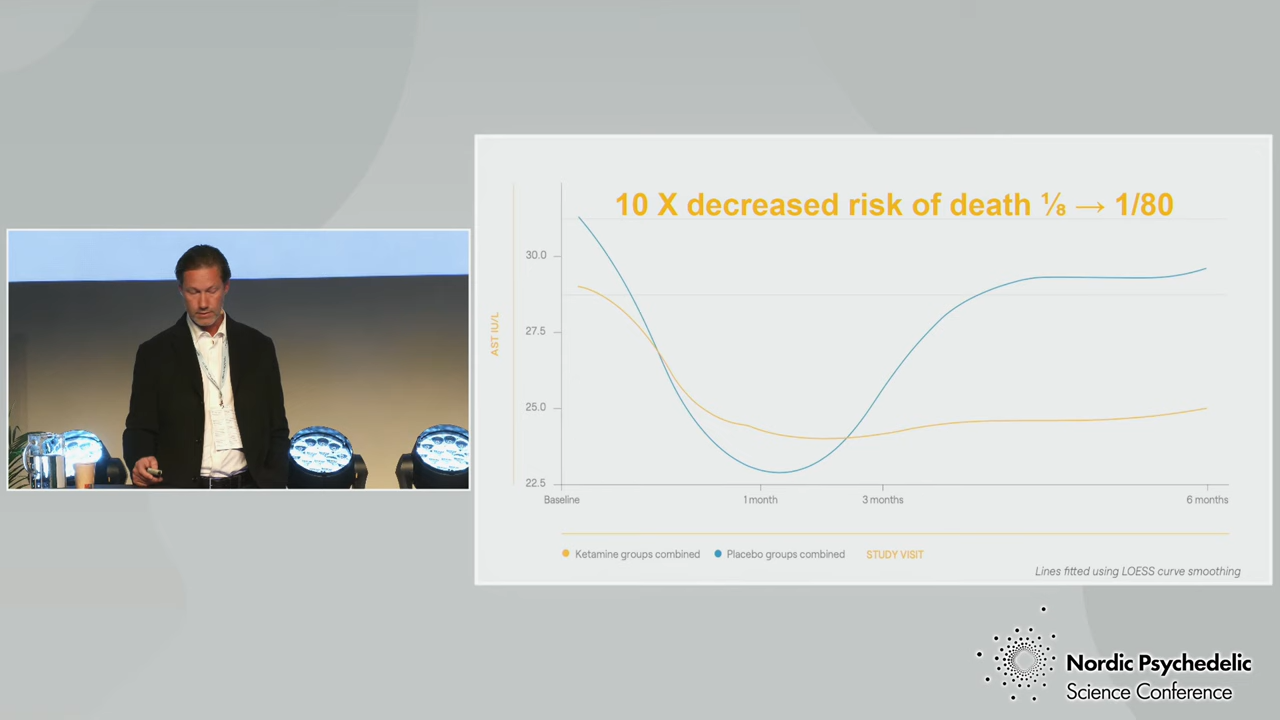 10 X decreased risk of death ⅛ → 1/80
30.0
27.5
25.0
22.5
AST IU/L
Baseline
1 month
3 months
6 months
Ketamine groups combined
Placebo groups combined
STUDY VISIT
Lines fitted using LOESS curve smoothing
Nordic Psychedelic
Science Conference